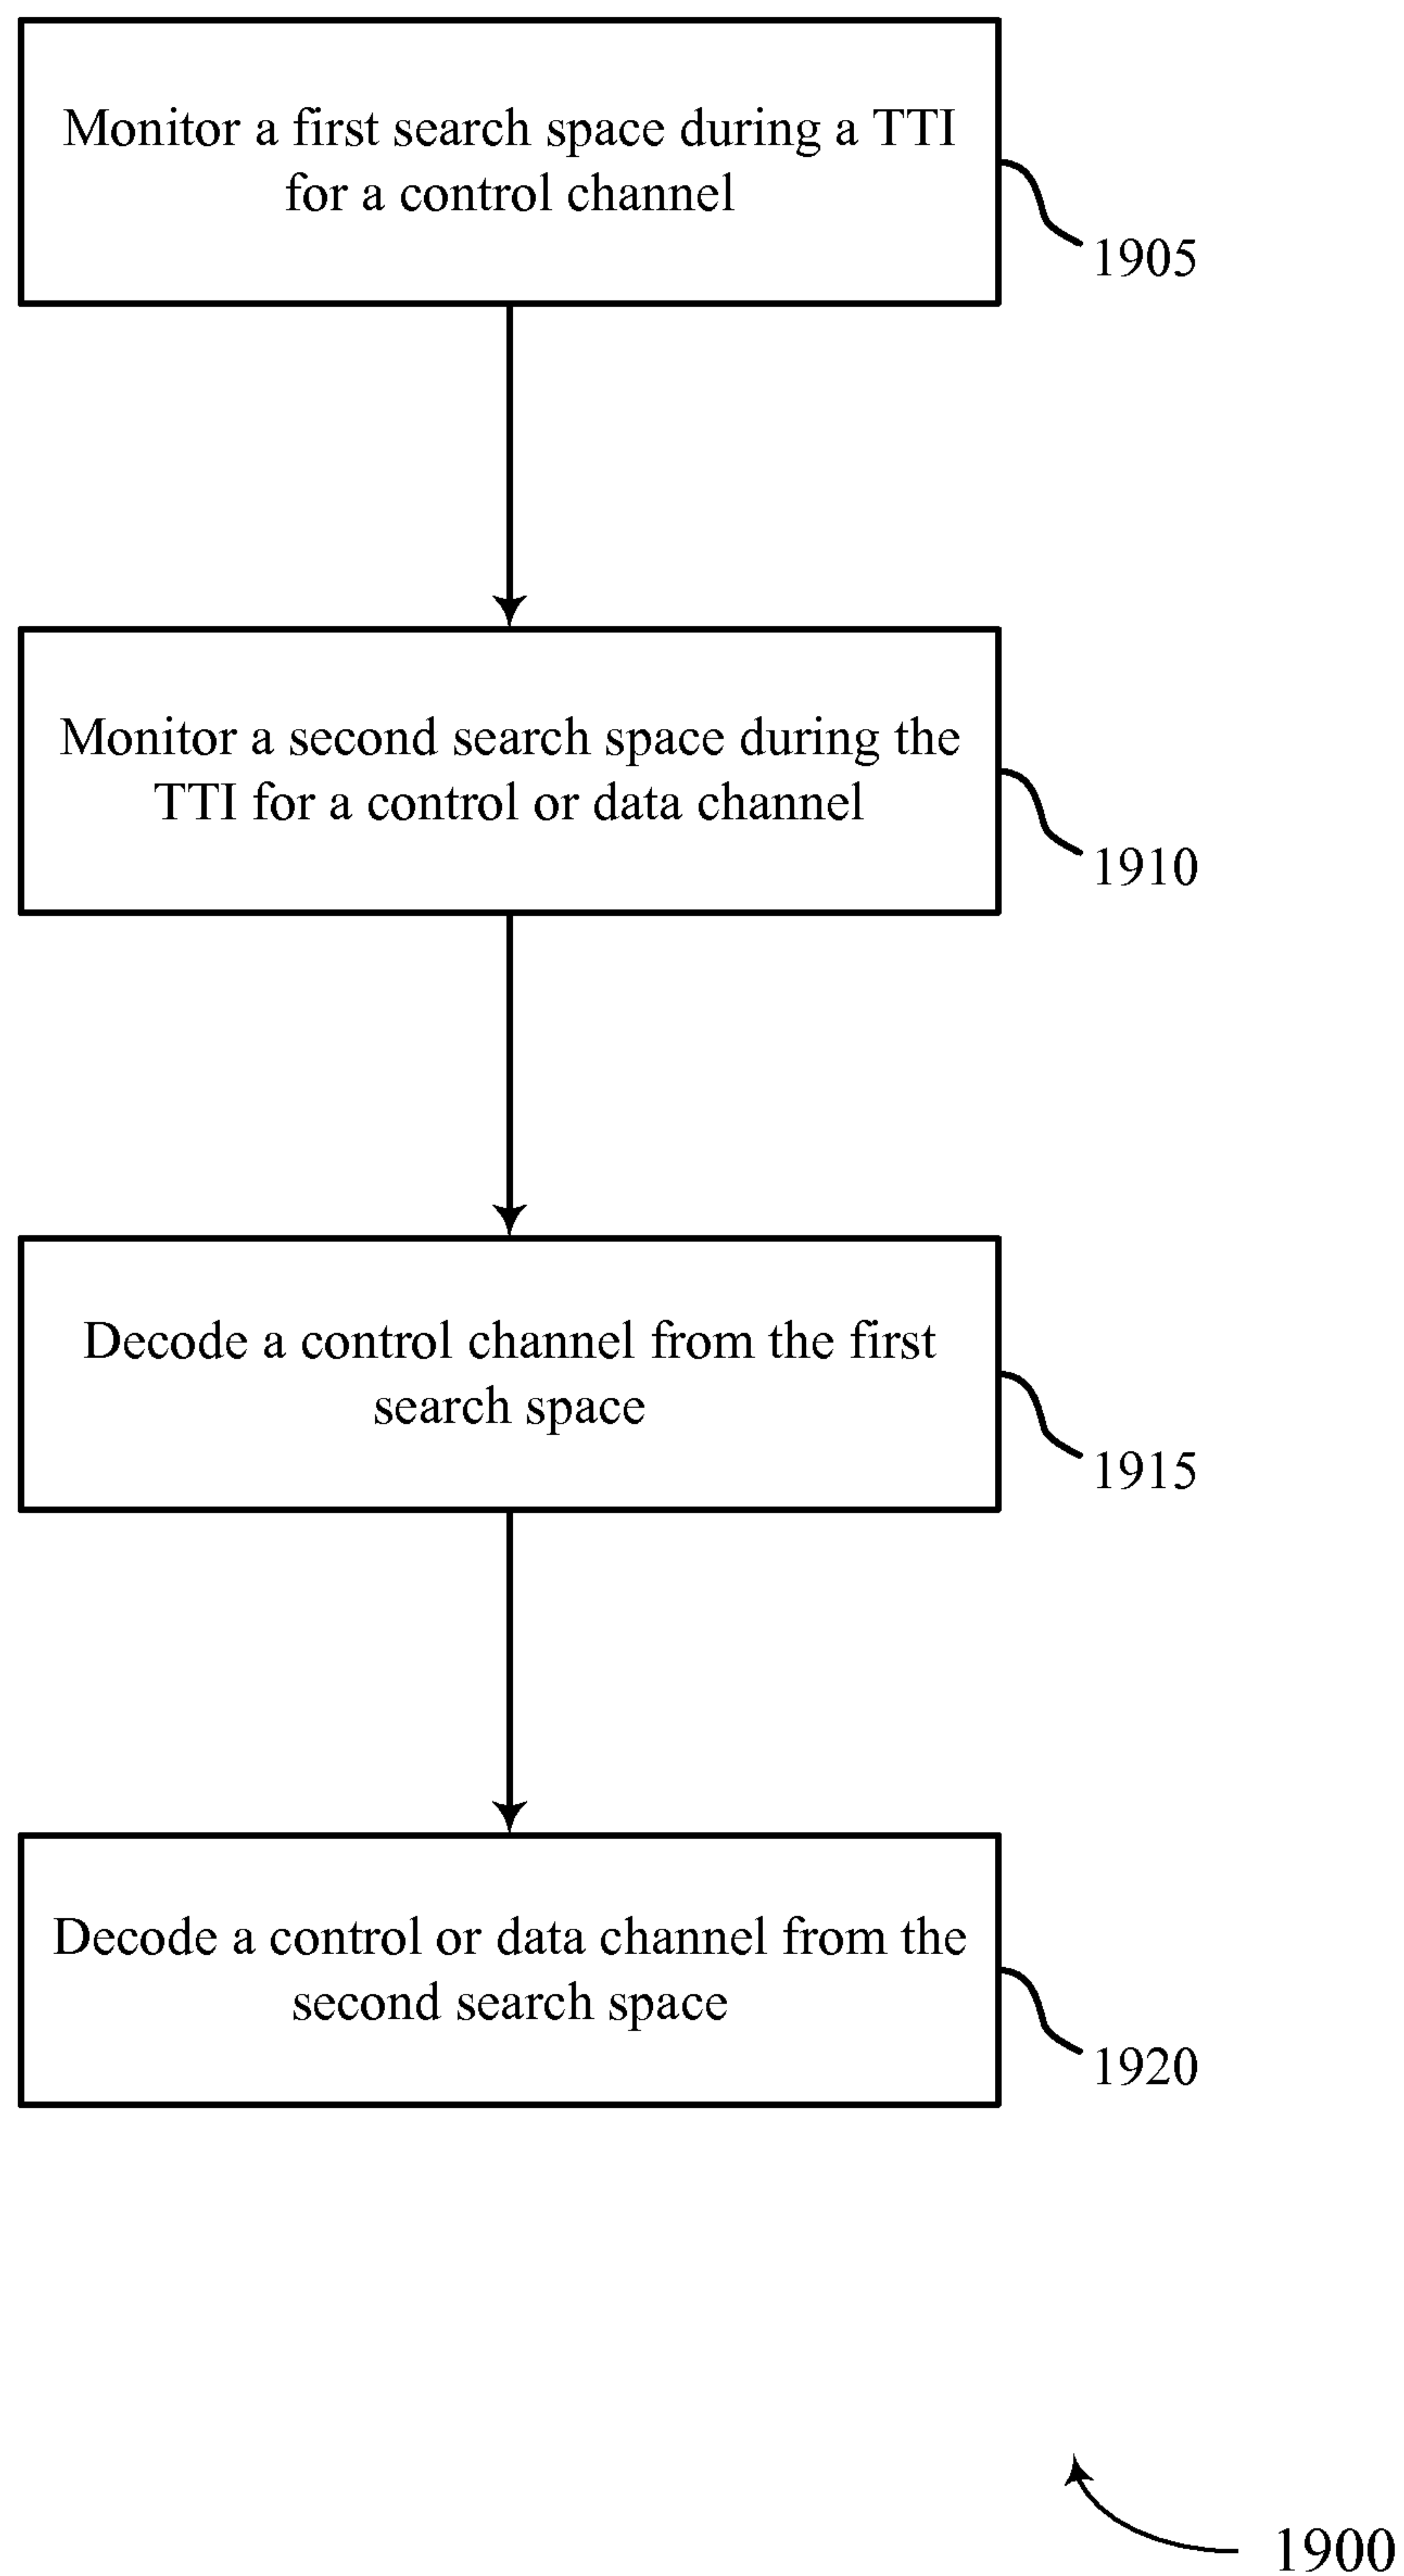 Monitor a first search space during a TTI
for a control channel
1905
Monitor a second search space during the
TTI for a control or data channel
1910
Decode a control channel from the first
search space
1915
Decode a control or data channel from the
second search space
1920
1900